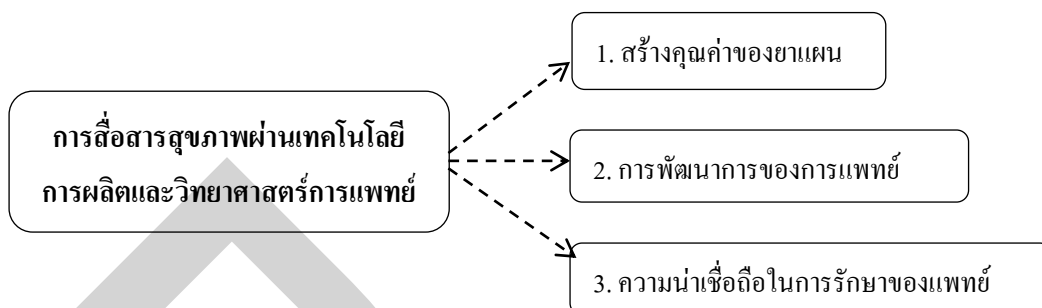 1. สร้างคุณค่าของยาแผน
การสื่อสารสุขภาพผ่านเทคโนโลยี
การผลิตและวิทยาศาสตร์การแพทย์
2. การพัฒนาการของการแพทย์
3. ความน่าเชื่อถือในการรักษาของแพทย์